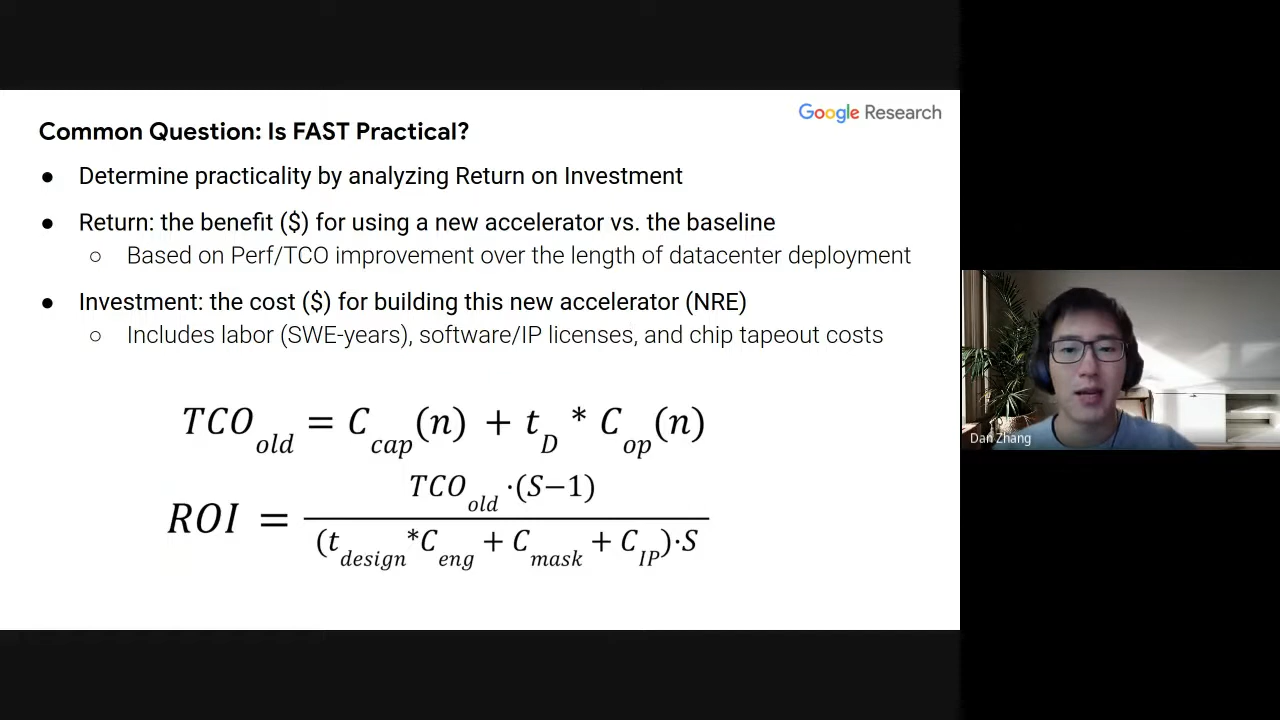 Google Research
Common Question: Is FAST Practical?
● Determine practicality by analyzing Return on Investment
● Return: the benefit ($) for using a new accelerator vs. the baseline
○ Based on Perf/TCO improvement over the length of datacenter deployment
● Investment: the cost ($) for building this new accelerator (NRE)
○ Includes labor (SWE-years), software/IP licenses, and chip tapeout costs
TCO_old = C_cap(n) + t_D * C_op(n)
ROI = TCO_old·(S−1) / (t_design*C_eng + C_mask + C_IP)·S
Dan Zhang